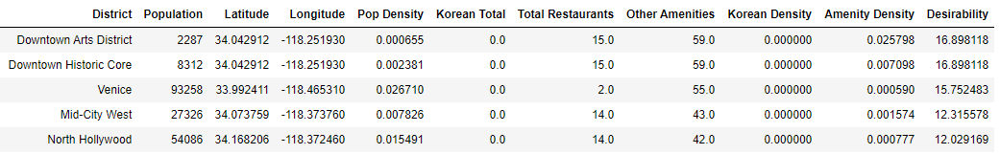 District Population Latitude Longitude Pop Density Korean Total Total Restaurants Other Amenities Korean Density Amenity Density Desirability
Downtown Arts District 2287 34.042912 -118.251930 0.000655 0.0 15.0 59.0 0.000000 0.025798 16.898118
Downtown Historic Core 8312 34.042912 -118.251930 0.002381 0.0 15.0 59.0 0.000000 0.007098 16.898118
Venice 93258 33.992411 -118.465310 0.026710 0.0 2.0 55.0 0.000000 0.000590 15.752483
Mid-City West 27326 34.073759 -118.373760 0.007826 0.0 14.0 43.0 0.000000 0.001574 12.315578
North Hollywood 54086 34.168206 -118.372460 0.015491 0.0 14.0 42.0 0.000000 0.000777 12.029169